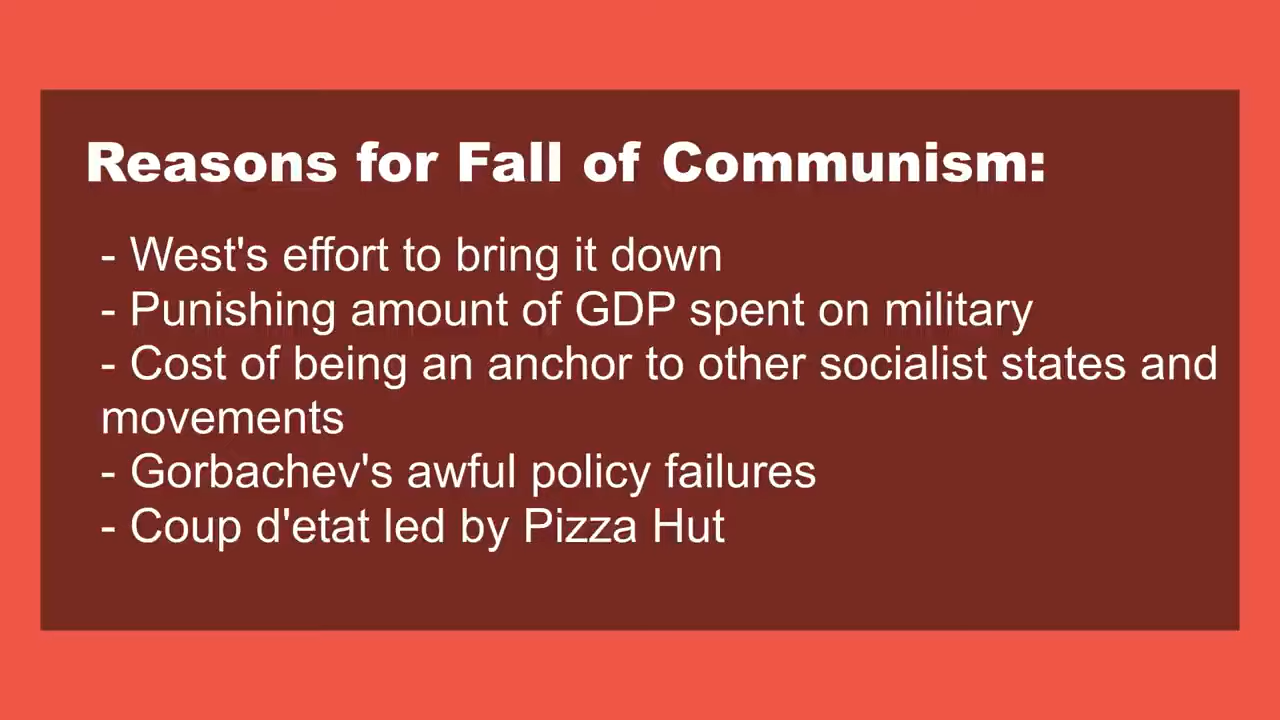 Reasons for Fall of Communism:
- West's effort to bring it down
- Punishing amount of GDP spent on military
- Cost of being an anchor to other socialist states and
movements
- Gorbachev's awful policy failures
- Coup d'etat led by Pizza Hut